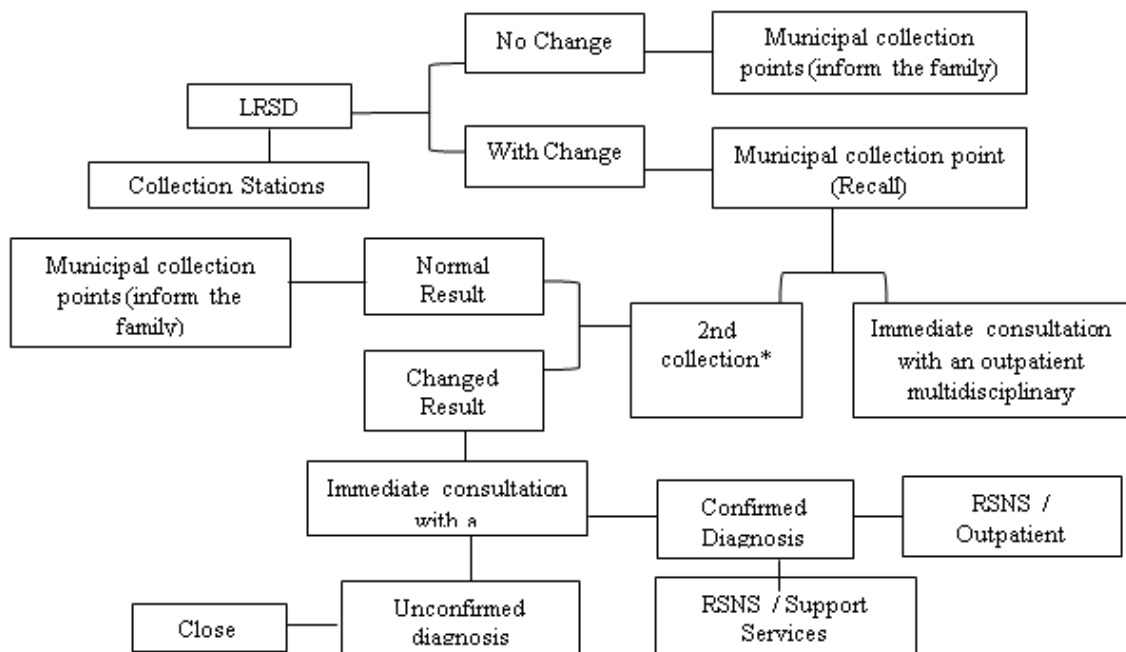 No Change
Municipal collection
points (inform the family)
LRSD
With Change
Municipal collection point
(Recall)
Collection Stations
Municipal collection
points (inform the
family)
Normal
Result
2nd
collection*
Immediate consultation
with an outpatient
multidisciplinary
Changed
Result
Immediate consultation
with a
Confirmed
Diagnosis
RSNS /
Outpatient
Close
Unconfirmed
diagnosis
RSNS / Support
Services